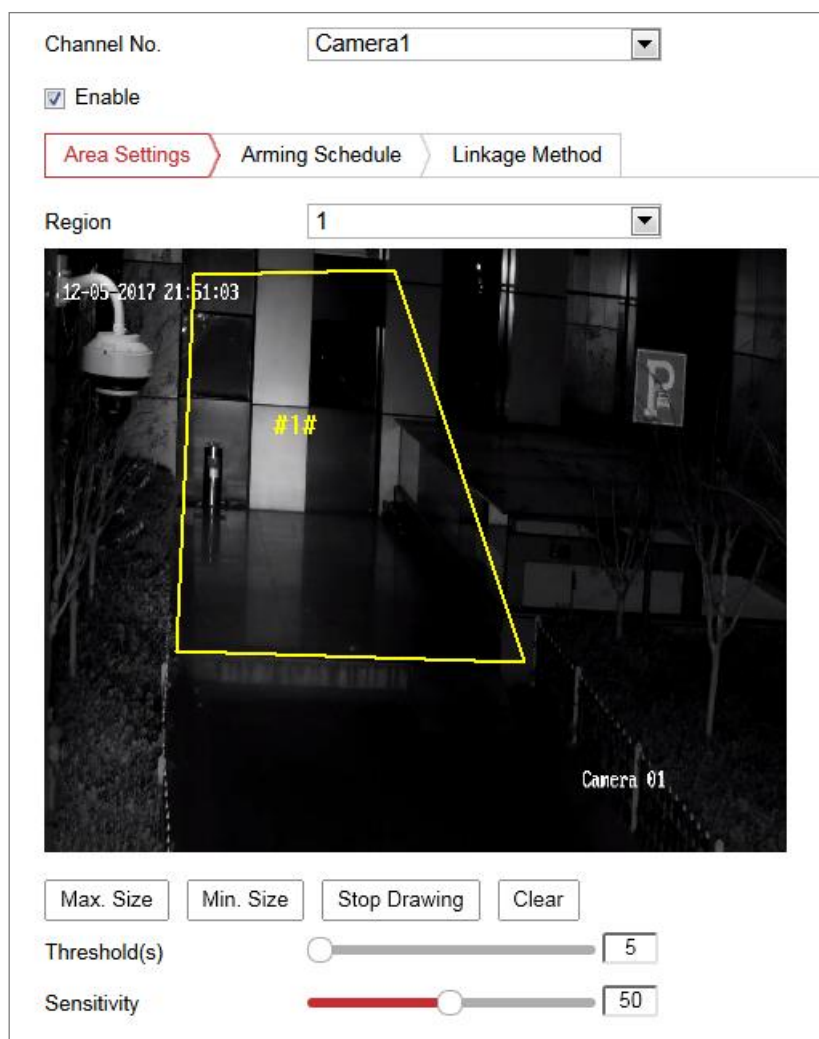 Channel No. Camera1
Enable
Area Settings Arming Schedule Linkage Method
Region 1
12-05-2017 21:51:03
P
#1#
Camera 01
Max. Size Min. Size Stop Drawing Clear
Threshold(s) 5
Sensitivity 50